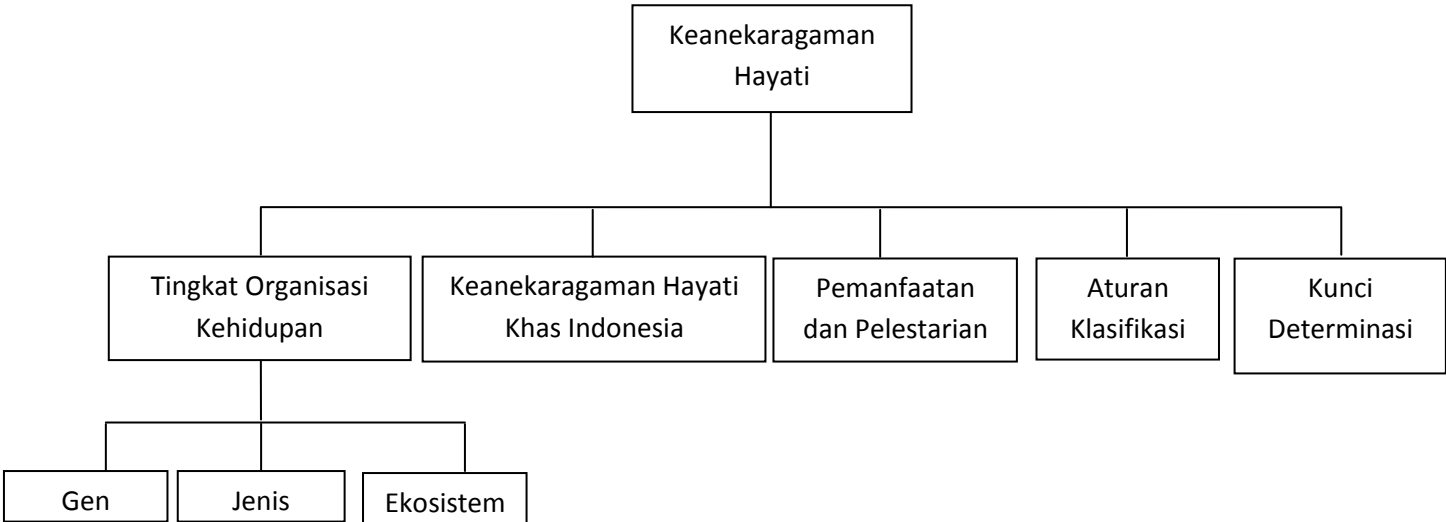 Keanekaragaman
Hayati
Tingkat Organisasi
Kehidupan
Keanekaragaman Hayati
Khas Indonesia
Pemanfaatan
dan Pelestarian
Aturan
Klasifikasi
Kunci
Determinasi
Gen
Jenis
Ekosistem